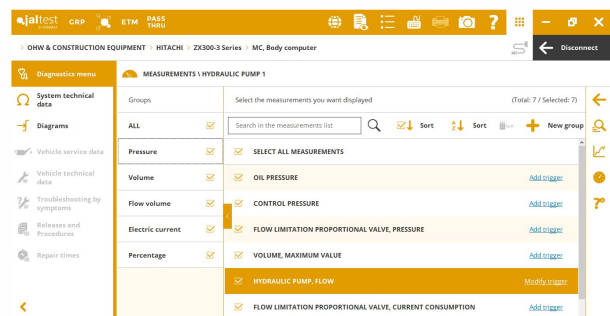 jaltest GRP ETM PASS THRU
OHW & CONSTRUCTION EQUIPMENT > HITACHI > ZX300-3 Series > MC, Body computer
Disconnect
Diagnostics menu
MEASUREMENTS \ HYDRAULIC PUMP 1
System technical data
Diagrams
Vehicle service data
Vehicle technical data
Troubleshooting by symptoms
Releases and Procedures
Repair times
Groups
ALL
Pressure
Volume
Flow volume
Electric current
Percentage
Select the measurements you want displayed (Total: 7 / Selected: 7)
Search in the measurements list Sort Sort New group
SELECT ALL MEASUREMENTS
OIL PRESSURE Add trigger
CONTROL PRESSURE Add trigger
FLOW LIMITATION PROPORTIONAL VALVE, PRESSURE Add trigger
VOLUME, MAXIMUM VALUE Add trigger
HYDRAULIC PUMP, FLOW Modify trigger
FLOW LIMITATION PROPORTIONAL VALVE, CURRENT CONSUMPTION Add trigger